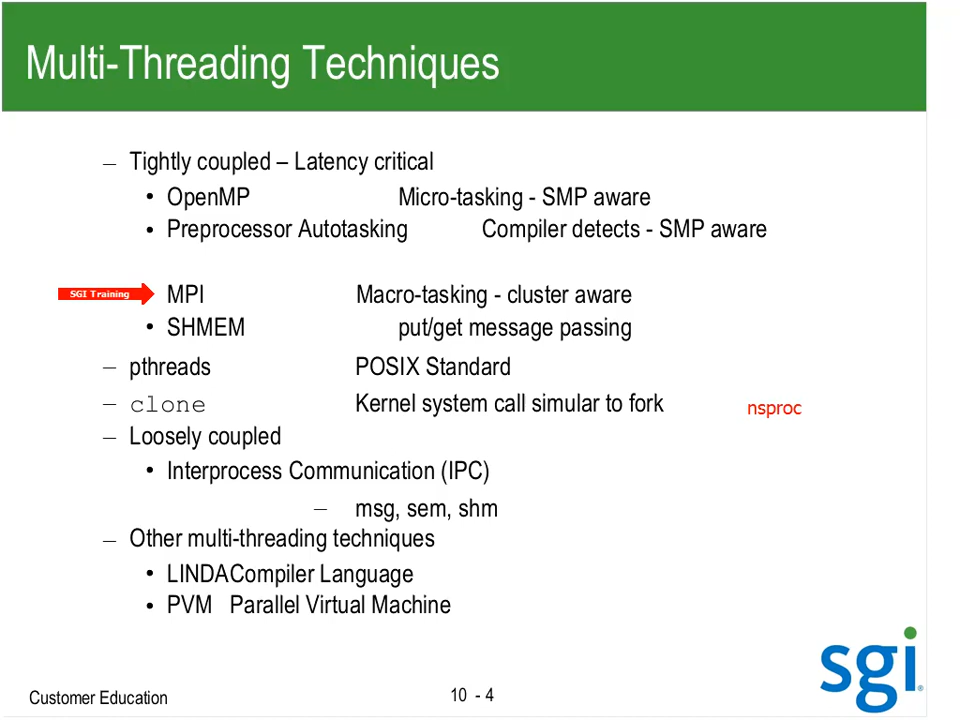 Multi-Threading Techniques
– Tightly coupled – Latency critical
• OpenMP Micro-tasking - SMP aware
• Preprocessor Autotasking Compiler detects - SMP aware
SGI Training MPI Macro-tasking - cluster aware
• SHMEM put/get message passing
– pthreads POSIX Standard
– clone Kernel system call simular to fork nsproc
– Loosely coupled
• Interprocess Communication (IPC)
– msg, sem, shm
– Other multi-threading techniques
• LINDACompiler Language
• PVM Parallel Virtual Machine
sgi®
Customer Education 10 - 4